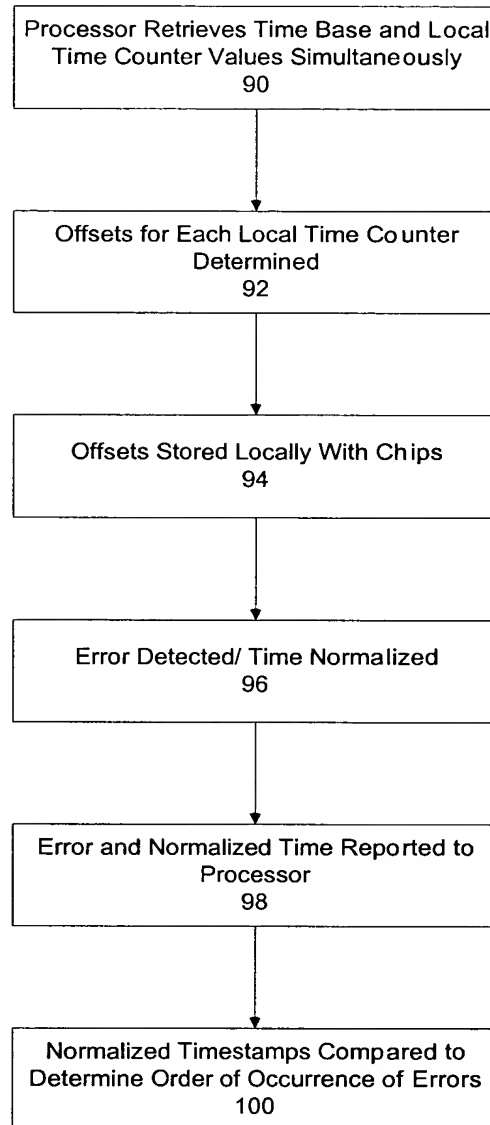 Processor Retrieves Time Base and Local
Time Counter Values Simultaneously
90
Offsets for Each Local Time Counter
Determined
92
Offsets Stored Locally With Chips
94
Error Detected/ Time Normalized
96
Error and Normalized Time Reported to
Processor
98
Normalized Timestamps Compared to
Determine Order of Occurrence of Errors
100